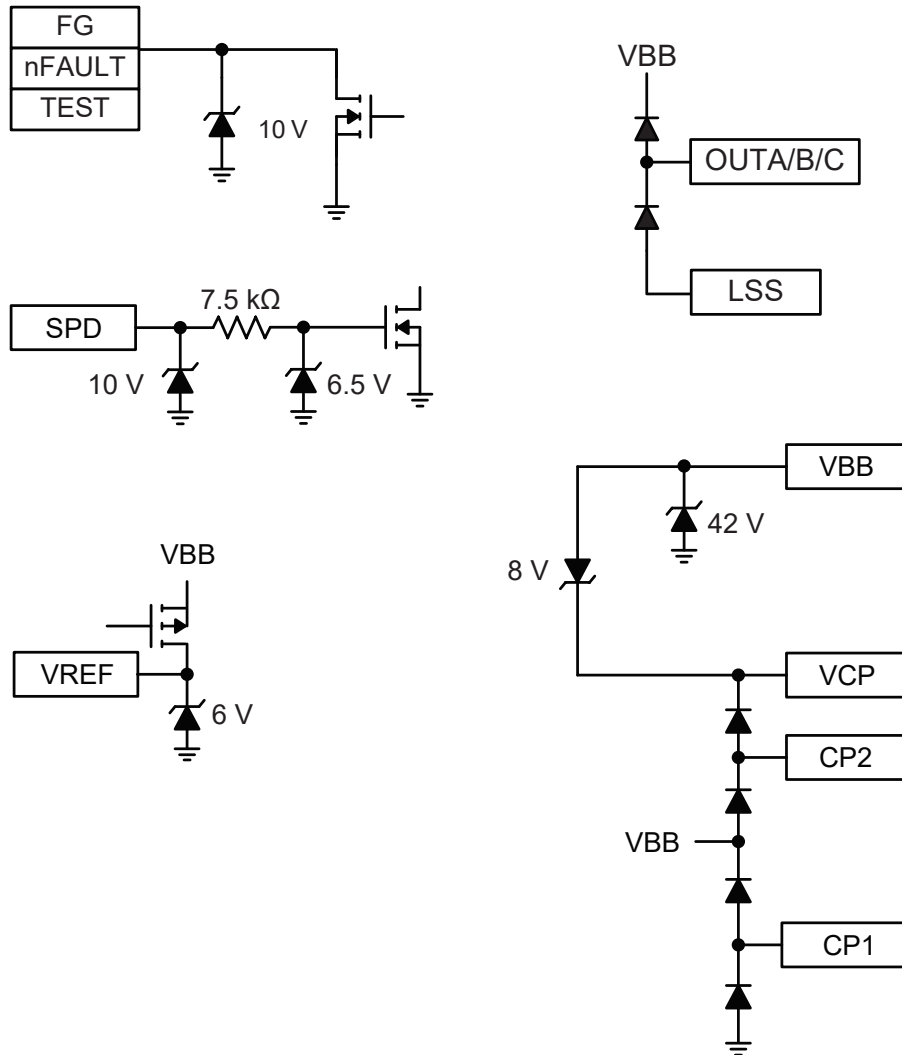 FG
nFAULT
TEST
10 V
VBB
OUTA/B/C
LSS
SPD
7.5 kΩ
10 V
6.5 V
VBB
VREF
6 V
VBB
42 V
8 V
VCP
CP2
VBB
CP1